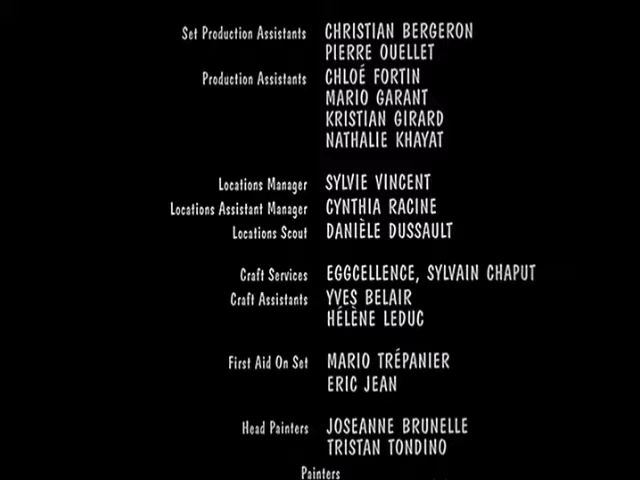 Set Production Assistants CHRISTIAN BERGERON
PIERRE OUELLET
Production Assistants CHLOÉ FORTIN
MARIO GARANT
KRISTIAN GIRARD
NATHALIE KHAYAT
Locations Manager SYLVIE VINCENT
Locations Assistant Manager CYNTHIA RACINE
Locations Scout DANIÈLE DUSSAULT
Craft Services EGGCELLENCE, SYLVAIN CHAPUT
Craft Assistants YVES BELAIR
HÉLÈNE LEDUC
First Aid On Set MARIO TRÉPANIER
ERIC JEAN
Head Painters JOSEANNE BRUNELLE
TRISTAN TONDINO
Painters